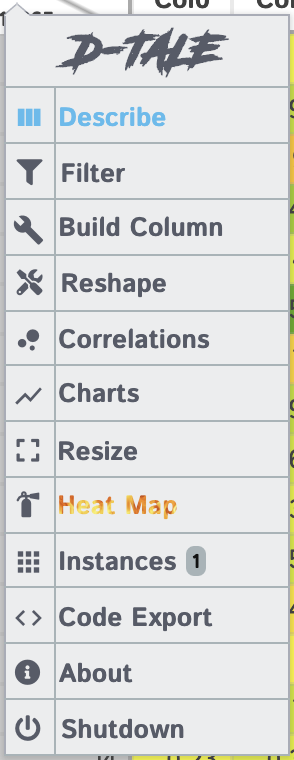 D-TALE
Describe
Filter
Build Column
Reshape
Correlations
Charts
Resize
Heat Map
Instances 1
Code Export
About
Shutdown